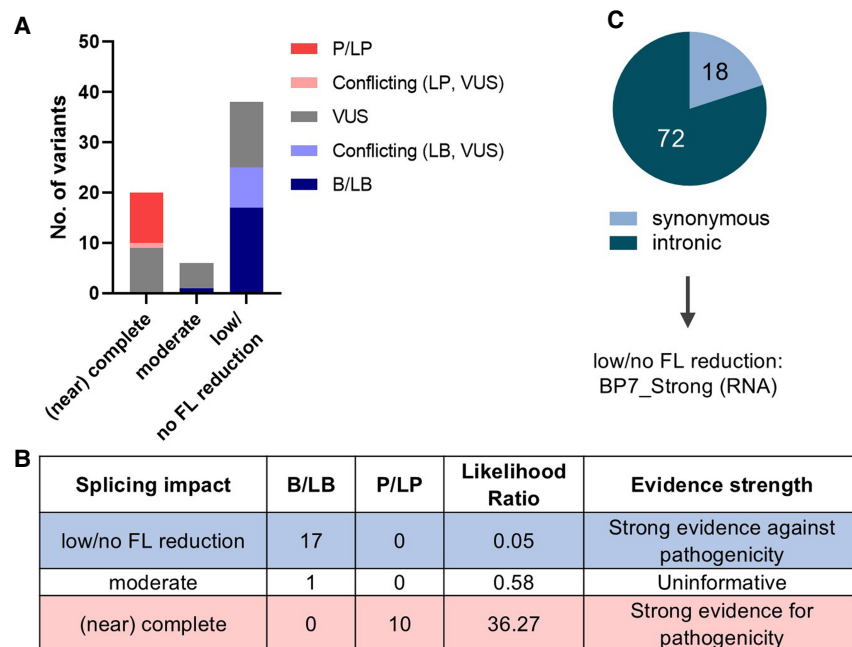 A
50
40
30
20
10
0
No. of variants
(near) complete
moderate
low/
no FL reduction
P/LP
Conflicting (LP, VUS)
VUS
Conflicting (LB, VUS)
B/LB
C
18
72
synonymous
intronic
low/no FL reduction:
BP7_Strong (RNA)
B
Splicing impact B/LB P/LP Likelihood Ratio Evidence strength
low/no FL reduction 17 0 0.05 Strong evidence against pathogenicity
moderate 1 0 0.58 Uninformative
(near) complete 0 10 36.27 Strong evidence for pathogenicity